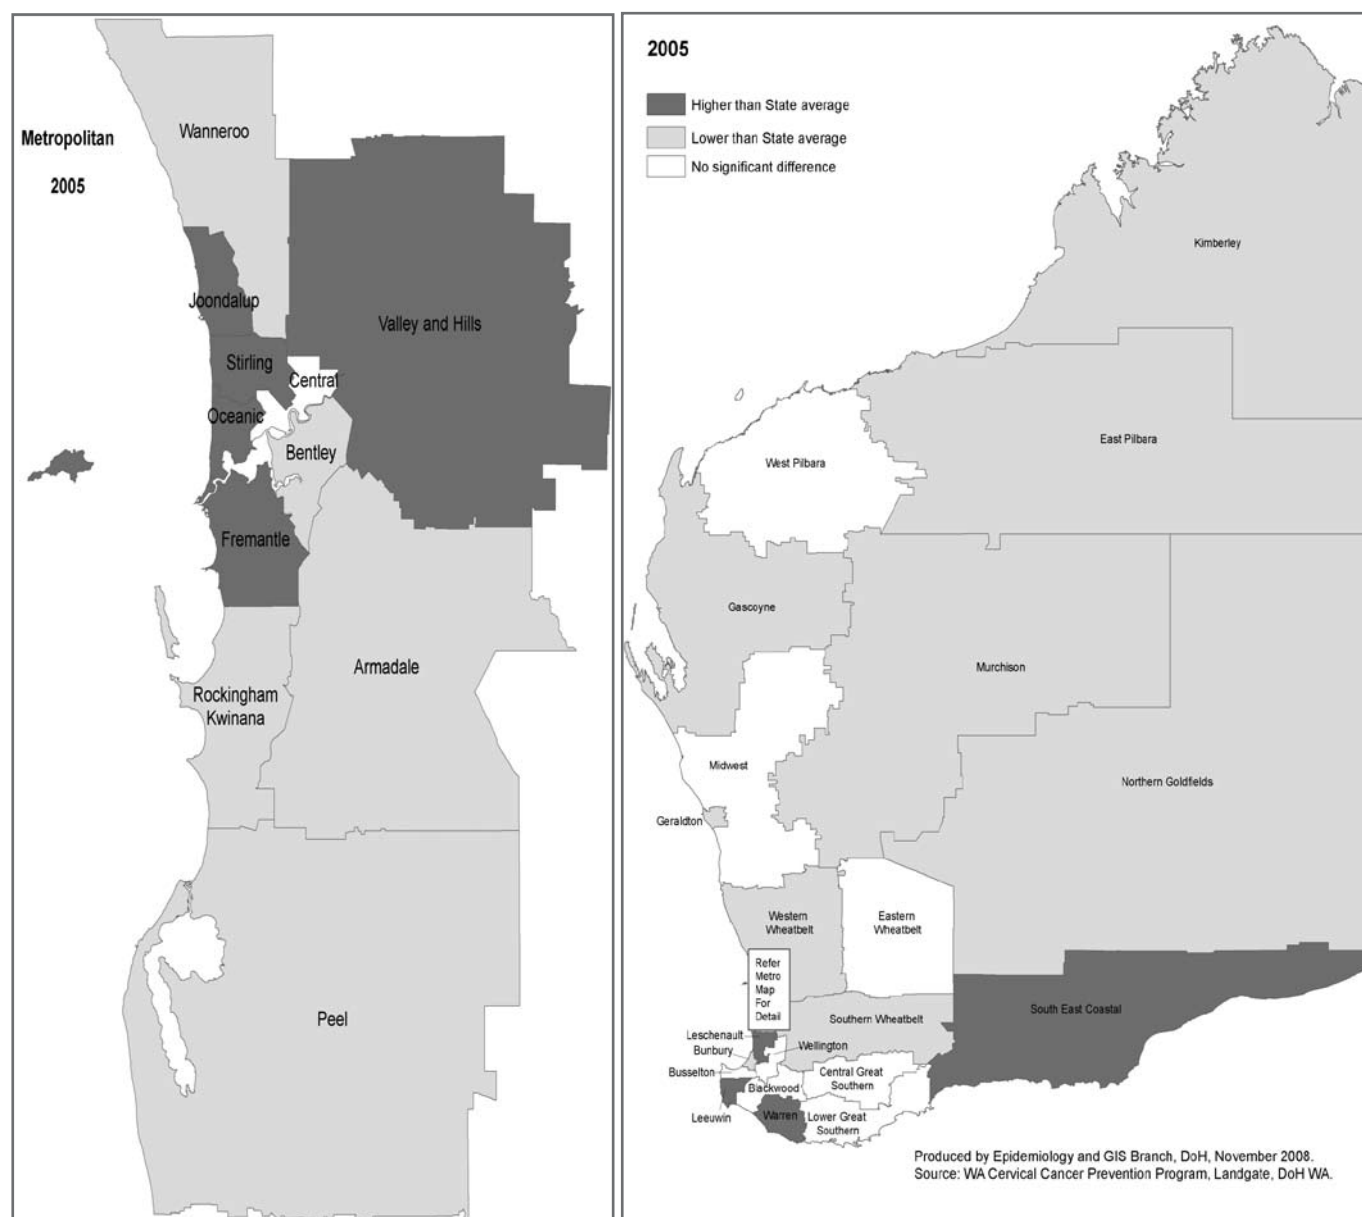 Metropolitan
2005
Wanneroo
Joondalup
Valley and Hills
Stirling
Central
Oceanic
Bentley
Fremantle
Armadale
Rockingham
Kwinana
Peel
2005
Higher than State average
Lower than State average
No significant difference
Kimberley
East Pilbara
West Pilbara
Gascoyne
Murchison
Midwest
Northern Goldfields
Geraldton
Western
Wheatbelt
Eastern
Wheatbelt
Refer
Metro
Map
For
Detail
South East Coastal
Southern Wheatbelt
Leschenault
Wellington
Bunbury
Busselton
Central Great
Southern
Blackwood
Leeuwin
Warren
Lower Great
Southern
Produced by Epidemiology and GIS Branch, DoH, November 2008.
Source: WA Cervical Cancer Prevention Program, Landgate, DoH WA.